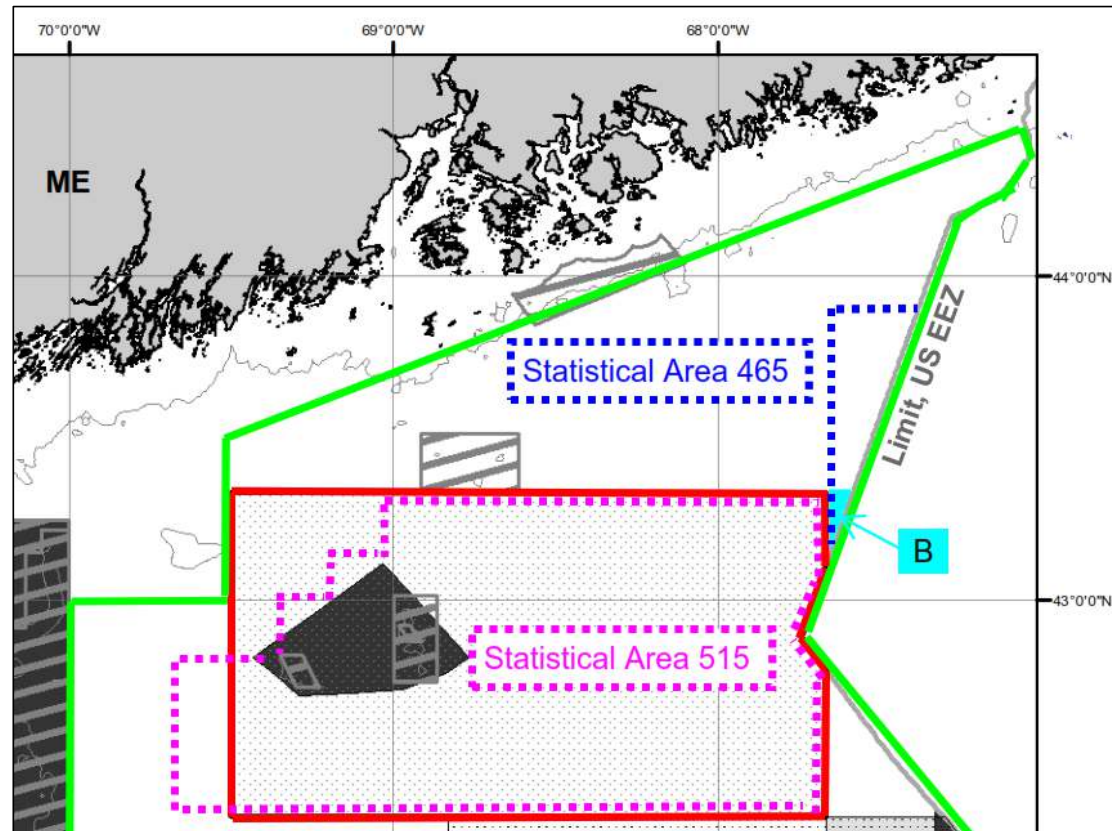 70°0'0"W
69°0'0"W
68°0'0"W
ME
44°0'0"N
Statistical Area 465
Limit, US EEZ
B
43°0'0"N
Statistical Area 515